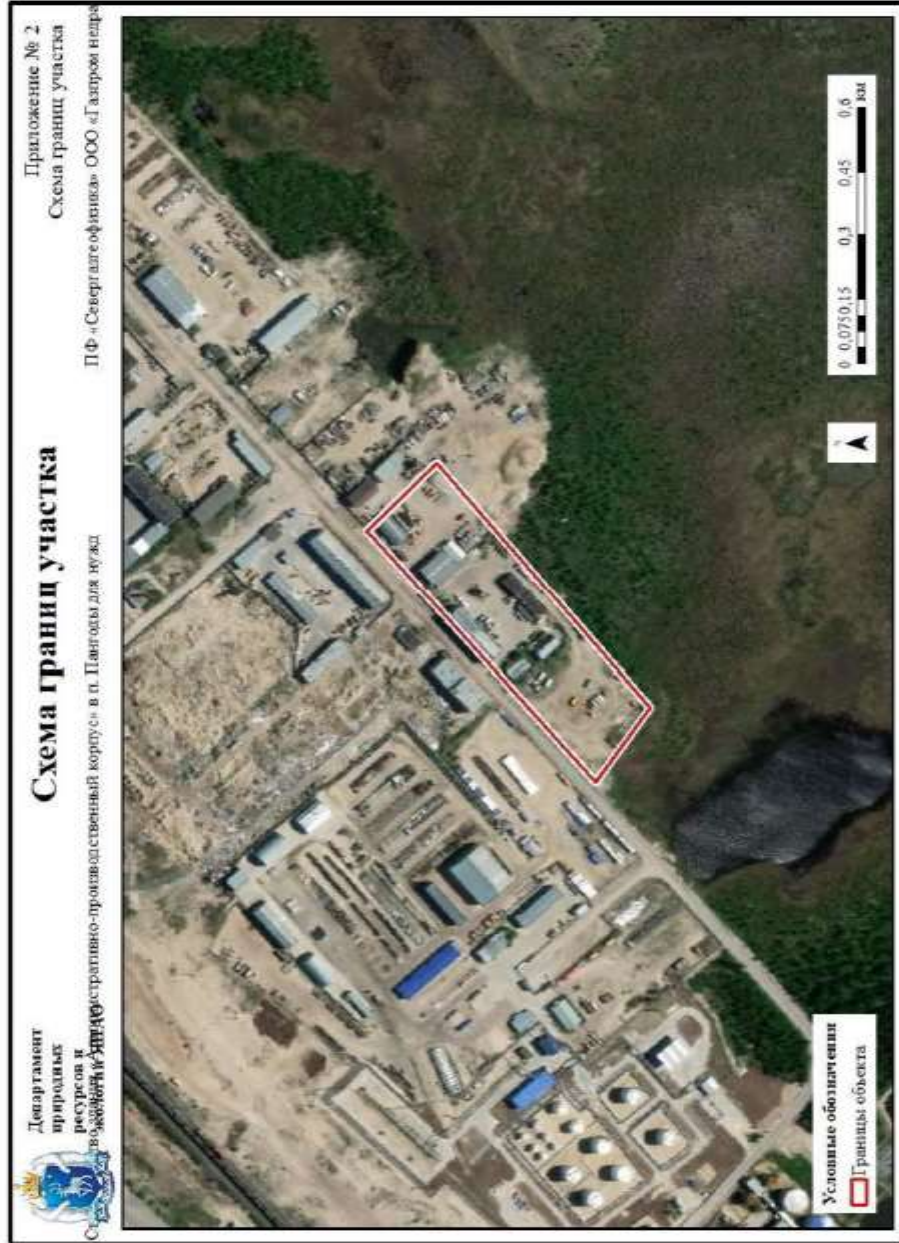 Департамент
природных
ресурсов и
экологии ЯНАО
Схема границ участка
Приложение № 2
Схема границ участка
административно-производственный корпус» в п. Пангоды для нужд
ПФ «Севергазгеофизика» ООО «Газпром недра
Условные обозначения
Границы объекта
0 0,075 0,15 0,3 0,45 0,6
км